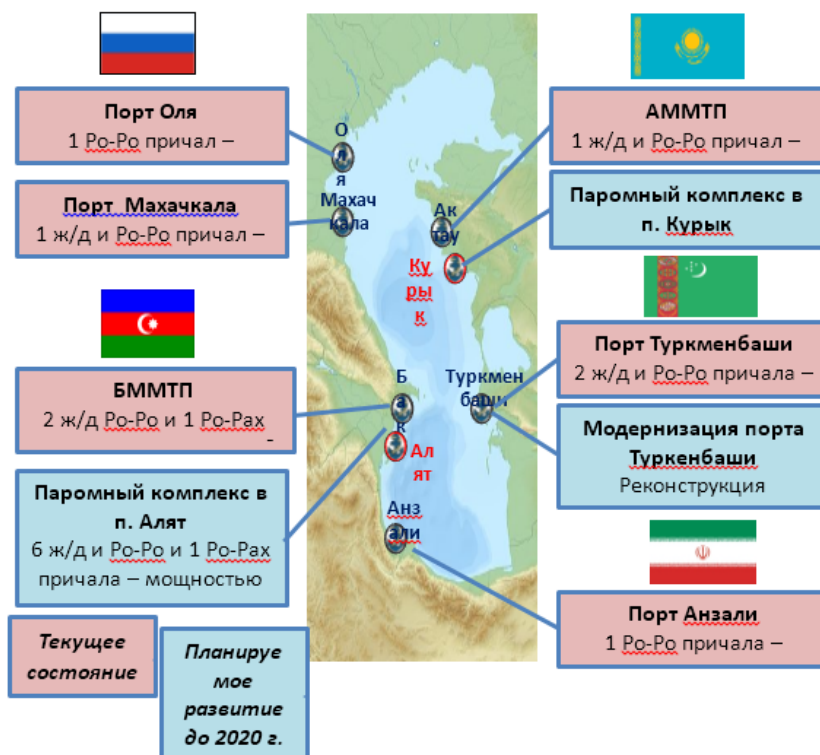 Порт Оля
1 Ро-Ро причал –
Порт Махачкала
1 ж/д и Ро-Ро причал –
БММТП
2 ж/д Ро-Ро и 1 Ро-Рах
-
Паромный комплекс в
п. Алят
6 ж/д и Ро-Ро и 1 Ро-Рах
причала – мощностью
Текущее
состояние
Планируе
мое
развитие
до 2020 г.
О
л
я
Махач
кала
Ак
тау
Ку
ры
к
Б
а
к
Туркмен
баши
Ал
ят
Анз
али
АММТП
1 ж/д и Ро-Ро причал –
Паромный комплекс в
п. Курык
Порт Туркменбаши
2 ж/д и Ро-Ро причала –
Модернизация порта
Туркенбаши
Реконструкция
Порт Анзали
1 Ро-Ро причала –